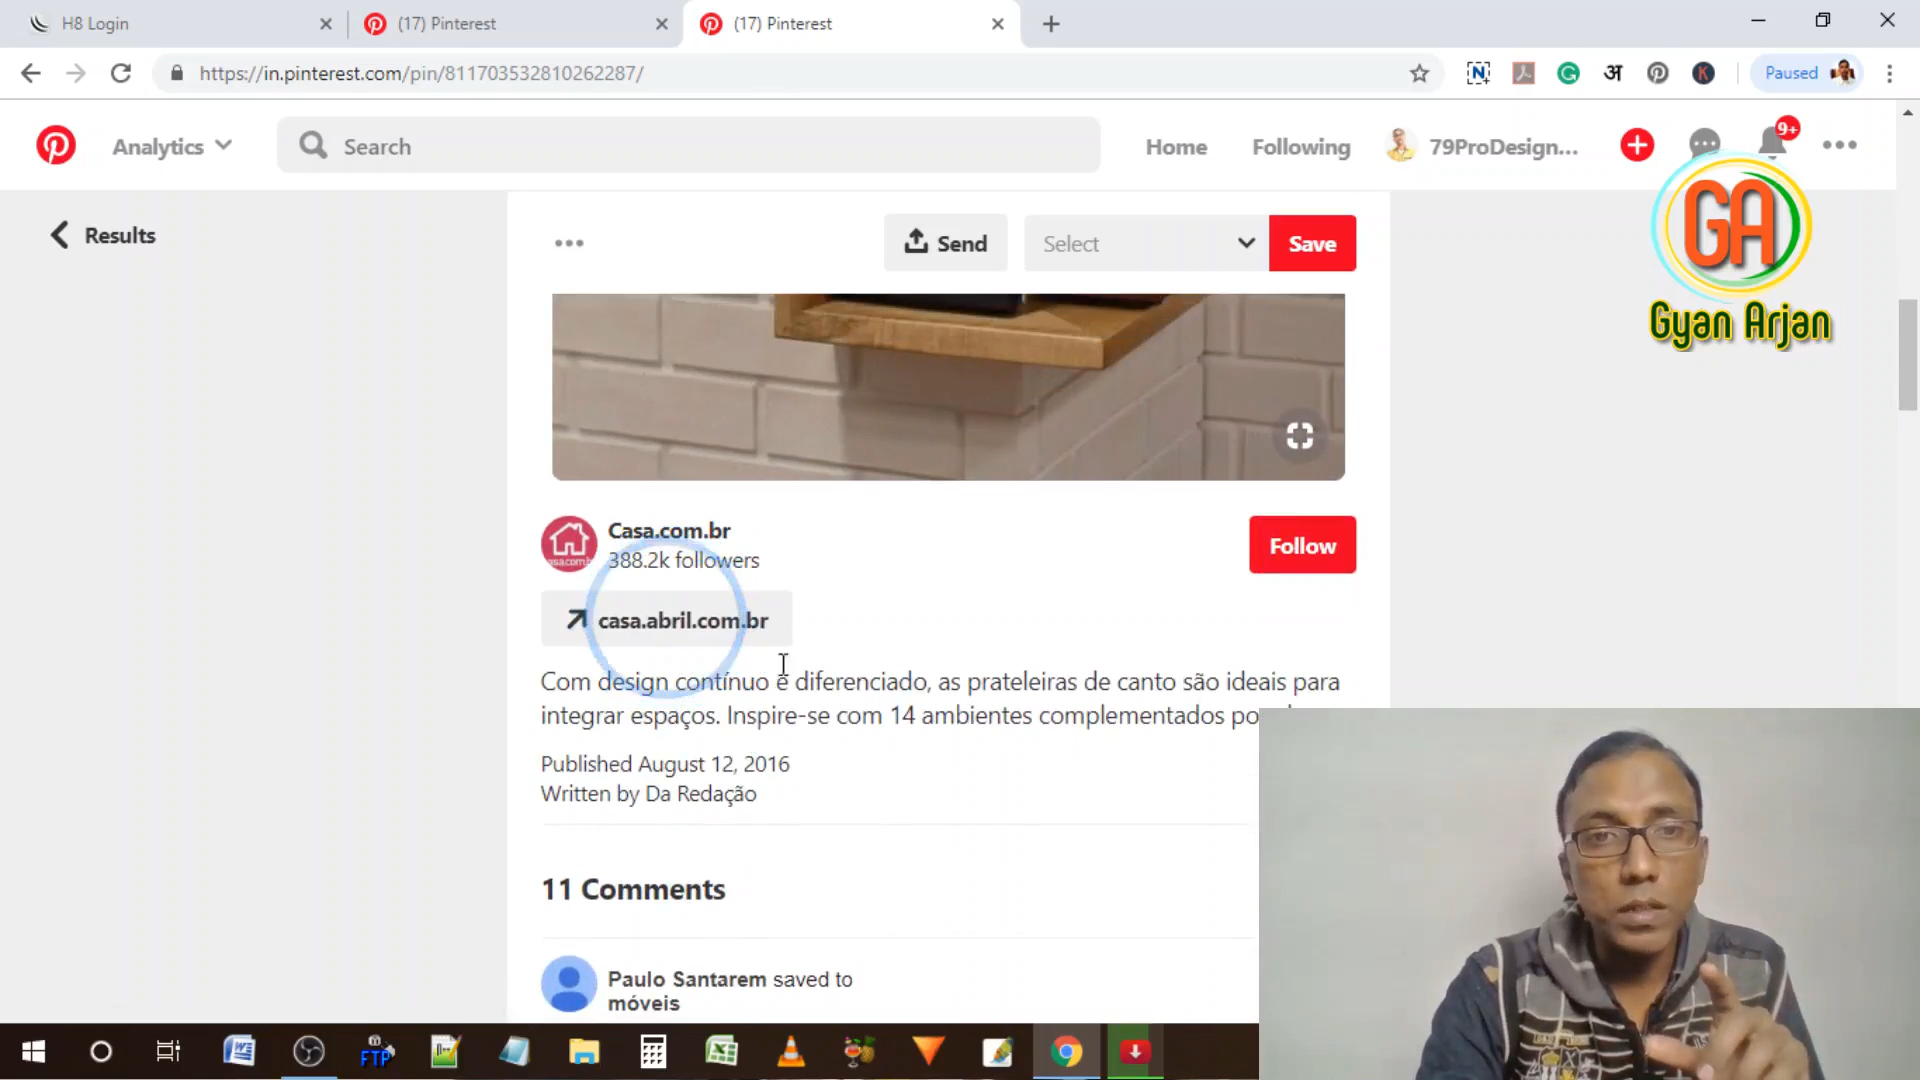 H8 Login
(17) Pinterest
(17) Pinterest
https://in.pinterest.com/pin/811703532810262287/
Paused
Analytics
Search
Home
Following
79ProDesign...
9+
GA
Gyan Arjan
Results
Send
Select
Save
Casa.com.br
388.2k followers
Follow
casa.abril.com.br
Com design contínuo e diferenciado, as prateleiras de canto são ideais para
integrar espaços. Inspire-se com 14 ambientes complementados
Published August 12, 2016
Written by Da Redação
11 Comments
Paulo Santarem saved to
móveis
FTP